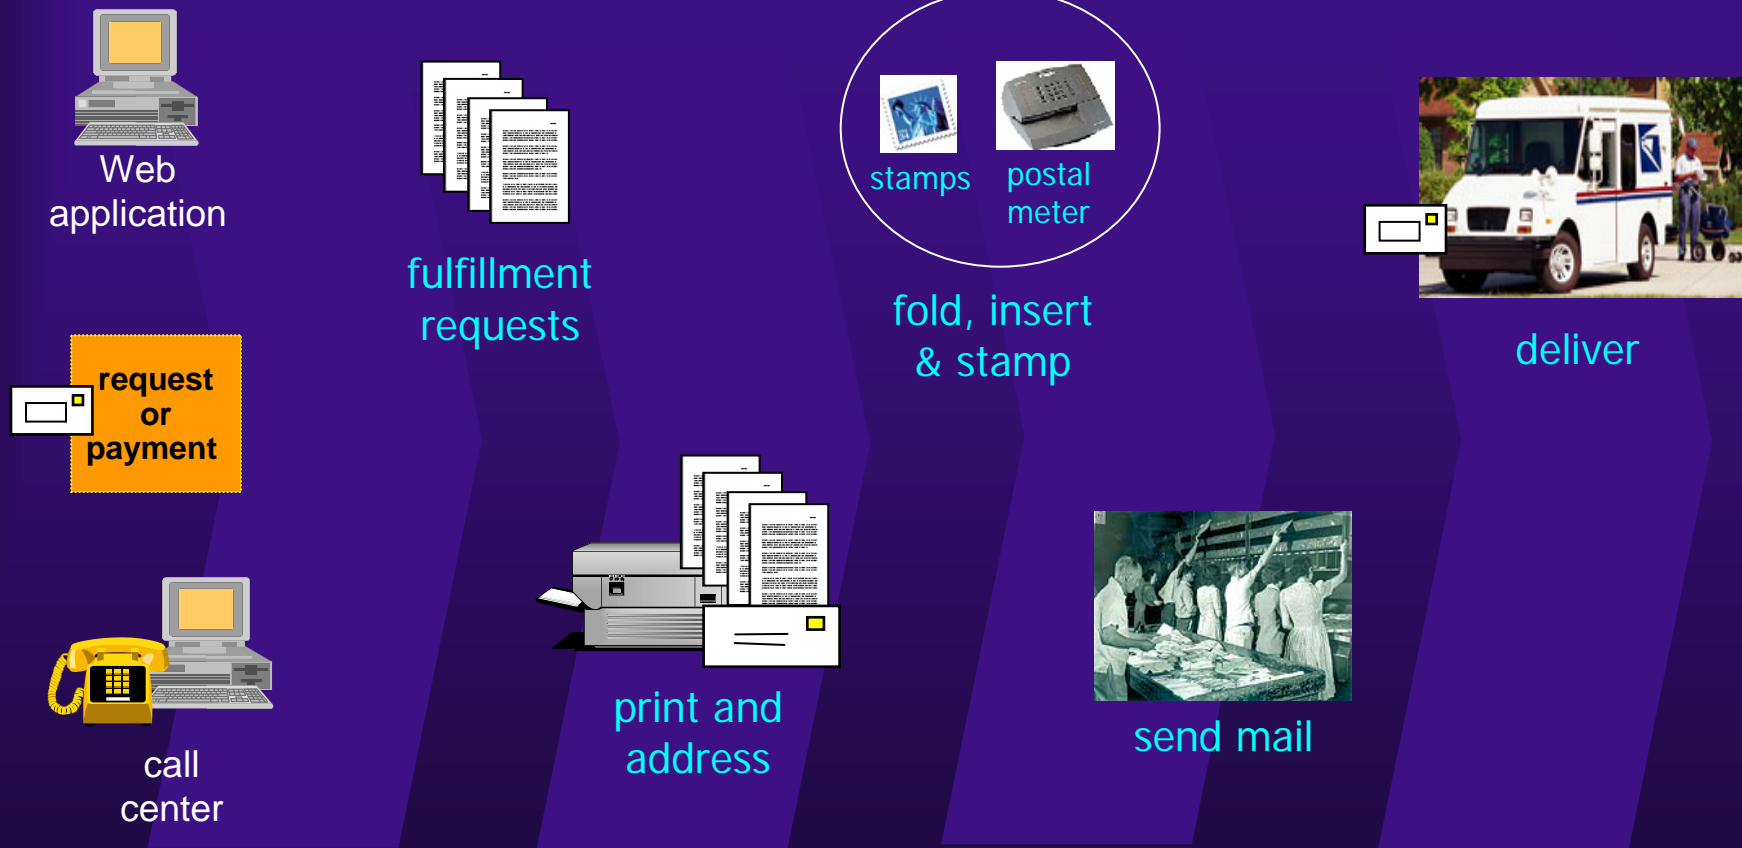 Web
application
request
or
payment
call
center
fulfillment
requests
print and
address
stamps
postal
meter
fold, insert
& stamp
send mail
deliver